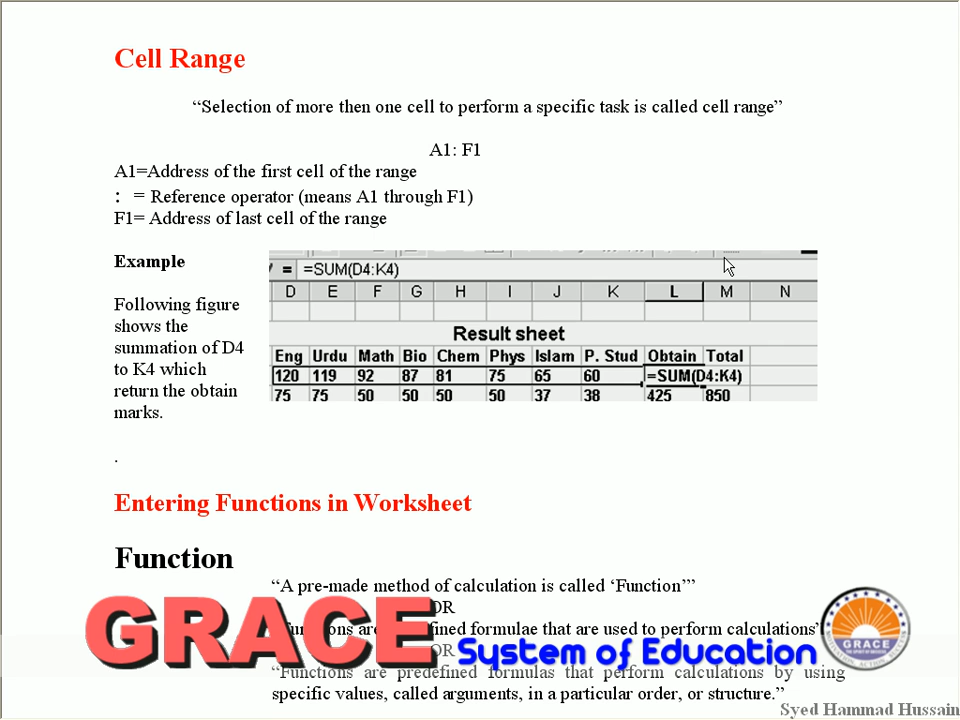 Cell Range
“Selection of more then one cell to perform a specific task is called cell range”
A1: F1
A1=Address of the first cell of the range
: = Reference operator (means A1 through F1)
F1= Address of last cell of the range
Example
Following figure
shows the
summation of D4
to K4 which
return the obtain
marks.
.
= =SUM(D4:K4)
D E F G H I J K L M N
Result sheet
Eng Urdu Math Bio Chem Phys Islam P. Stud Obtain Total
120 119 92 87 81 75 65 60 =SUM(D4:K4)
75 75 50 50 50 50 37 38 425 850
Entering Functions in Worksheet
Function
“A pre-made method of calculation is called ‘Function’”
OR
formulae that are used to perform calculations”
OR
“Functions are predefined formulas that perform calculations by using
specific values, called arguments, in a particular order, or structure.”
GRACE
System of Education
GRACE
Syed Hammad Hussain